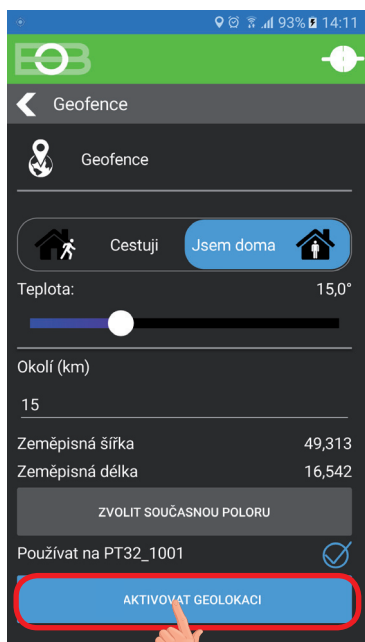 93% 14:11
EOB
Geofence
Geofence
Cestuji Jsem doma
Teplota: 15,0°
Okolí (km)
15
Zeměpisná šířka 49,313
Zeměpisná délka 16,542
ZVOLIT SOUČASNOU POLORU
Používat na PT32_1001
AKTIVOVAT GEOLOKACI